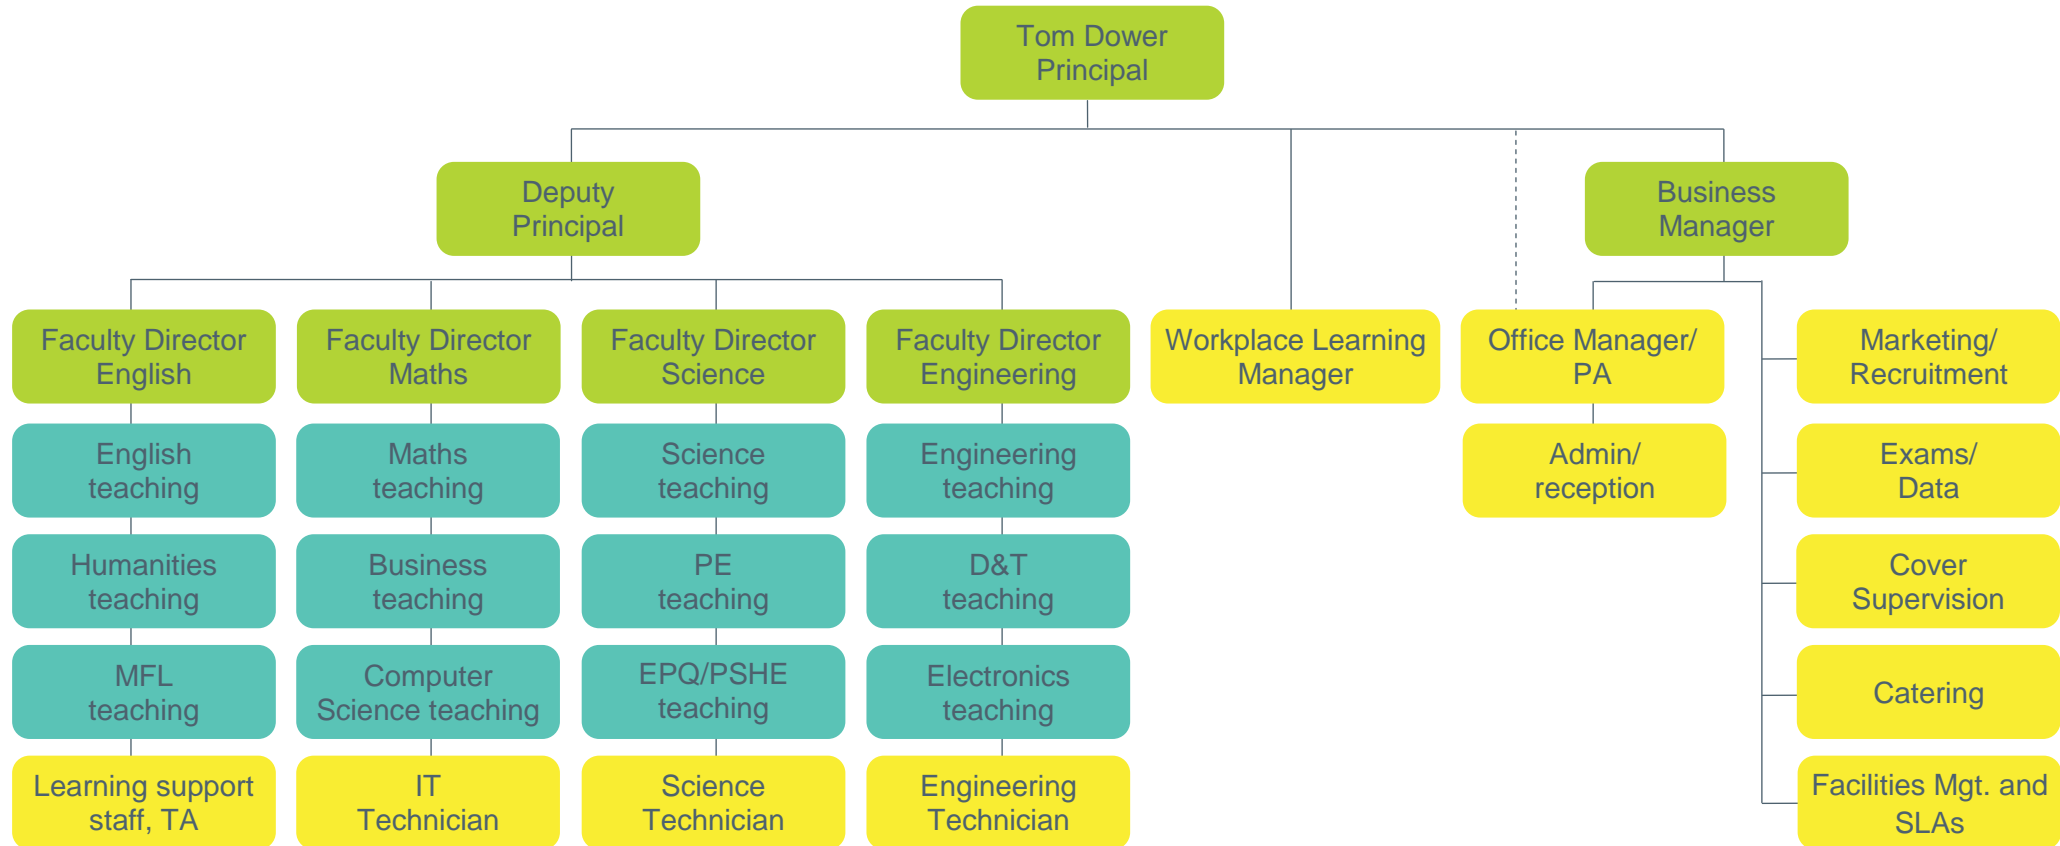 Tom Dower
Principal
Deputy
Principal
Business
Manager
Faculty Director
English
Faculty Director
Maths
Faculty Director
Science
Faculty Director
Engineering
Workplace Learning
Manager
Office Manager/
PA
Marketing/
Recruitment
English
teaching
Maths
teaching
Science
teaching
Engineering
teaching
Admin/
reception
Exams/
Data
Humanities
teaching
Business
teaching
PE
teaching
D&T
teaching
Cover
Supervision
MFL
teaching
Computer
Science teaching
EPQ/PSHE
teaching
Electronics
teaching
Catering
Learning support
staff, TA
IT
Technician
Science
Technician
Engineering
Technician
Facilities Mgt. and
SLAs